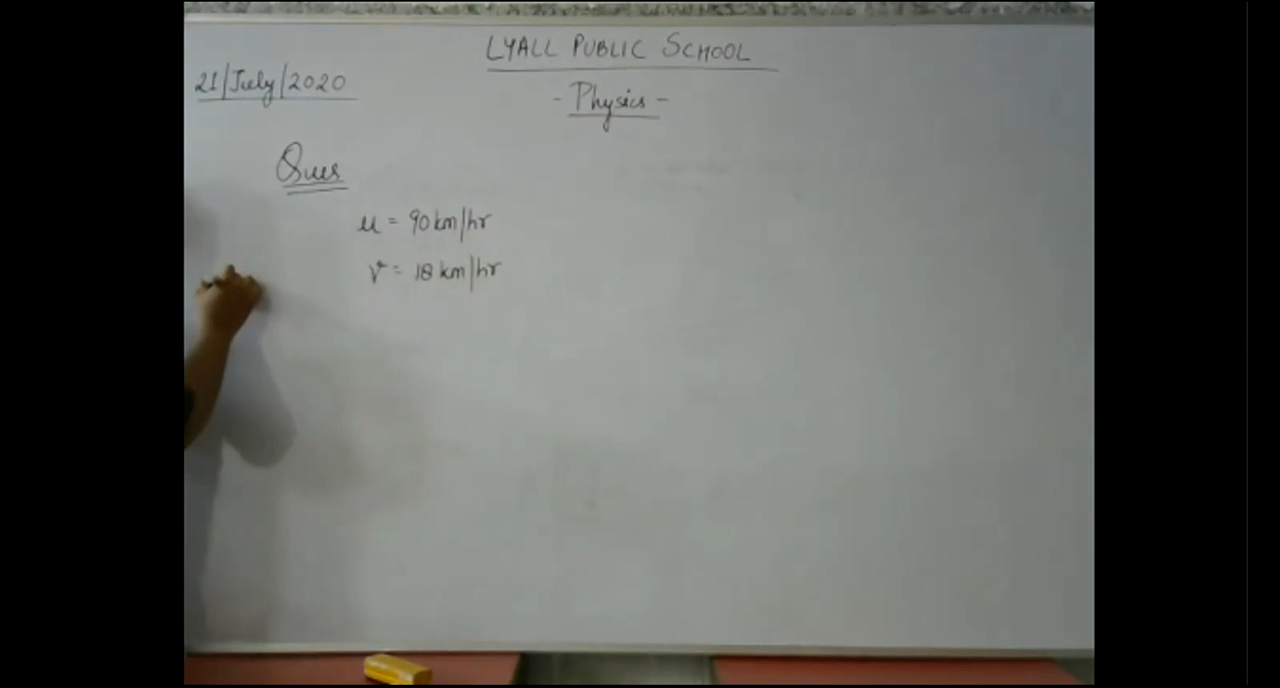 LYALL PUBLIC SCHOOL
21/July/2020
- Physics -
Ques
u = 90 km/hr
v = 18 km/hr